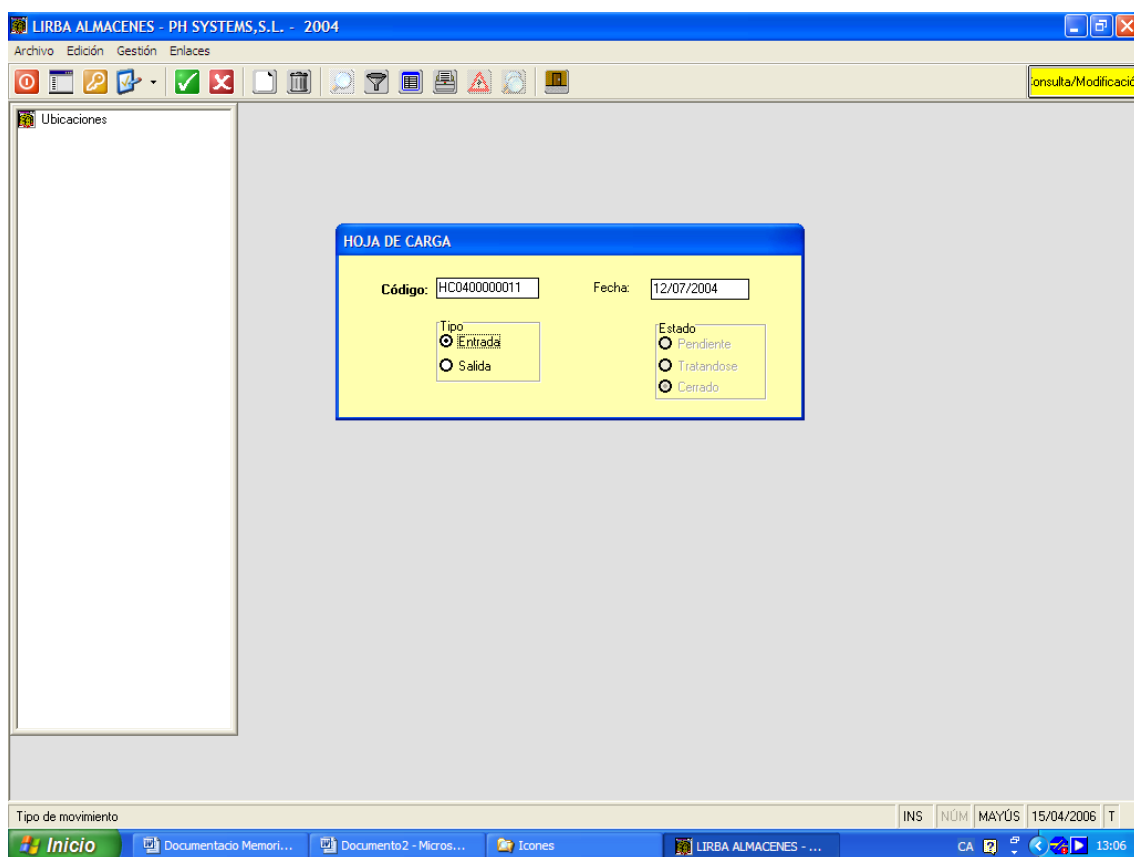 LIRBA ALMACENES - PH SYSTEMS,S.L. - 2004
Archivo Edición Gestión Enlaces
Consulta/Modificació
Ubicaciones
HOJA DE CARGA
Código: HC0400000011 Fecha: 12/07/2004
Tipo Estado
Entrada Pendiente
Salida Tratandose
Cerrado
Tipo de movimiento INS NÚM MAYÚS 15/04/2006 T
Inicio Documentacio Memori... Documento2 - Micros... Icones LIRBA ALMACENES - ... CA 13:06